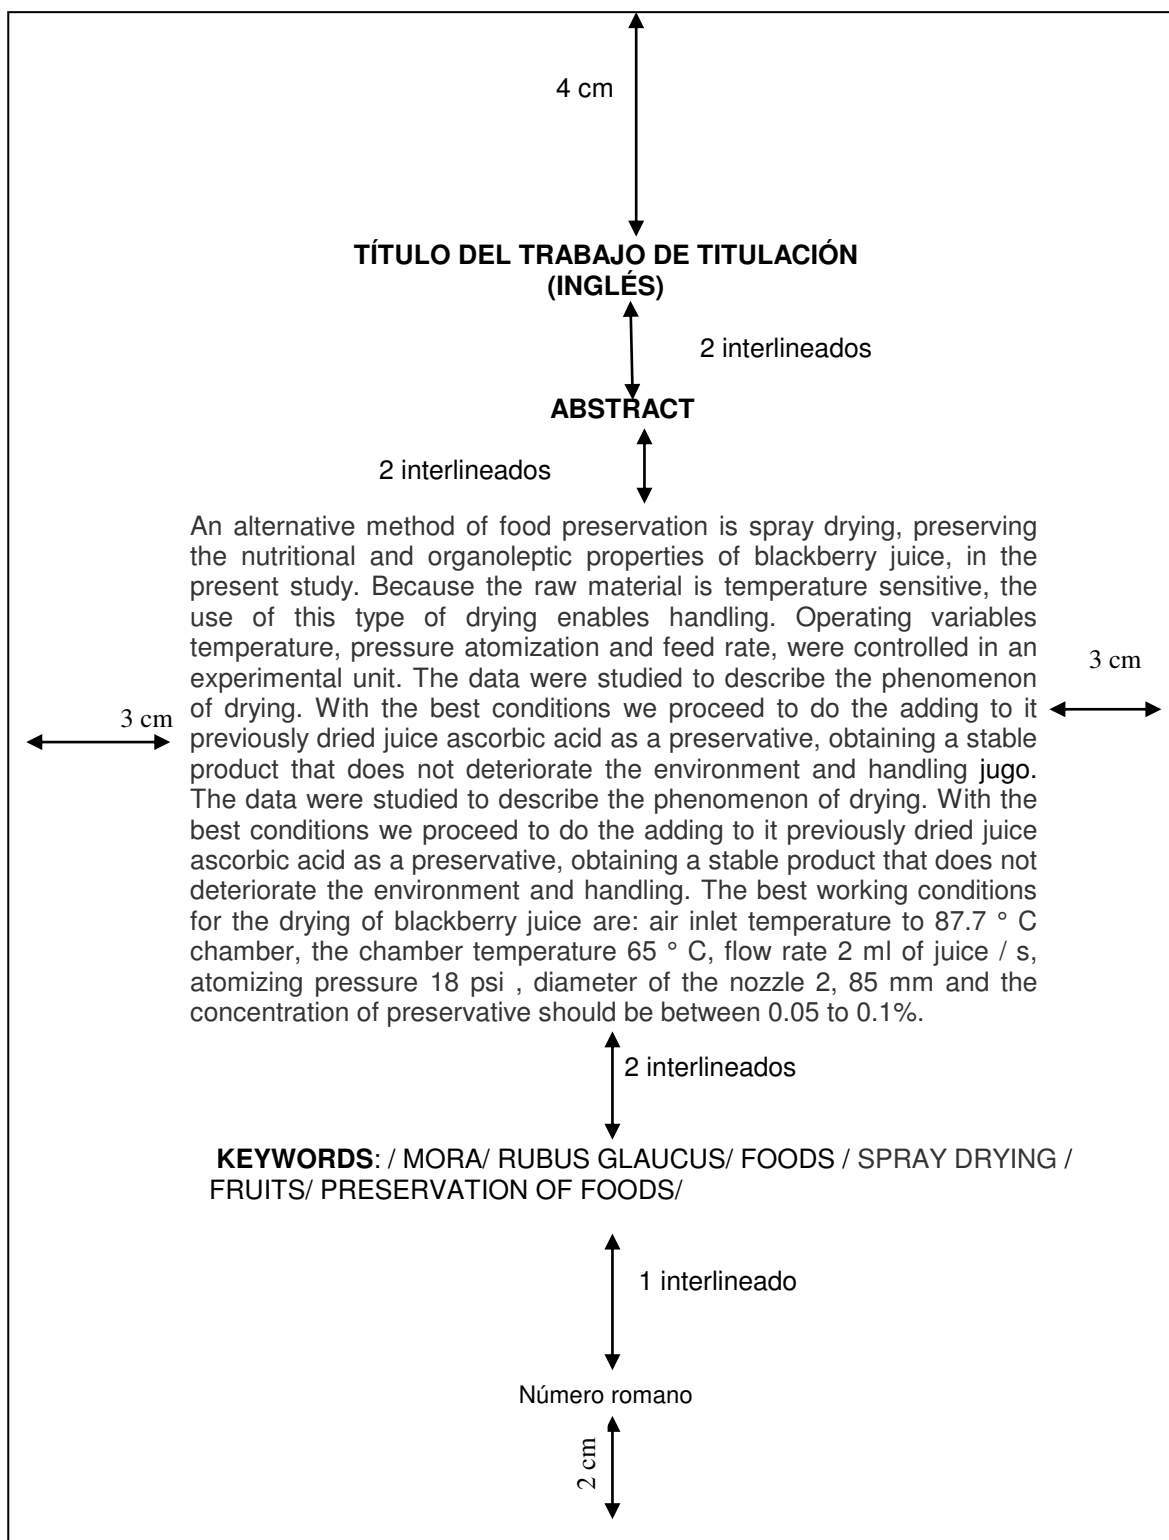 4 cm
TÍTULO DEL TRABAJO DE TITULACIÓN
(INGLÉS)
2 interlineados
ABSTRACT
2 interlineados
An alternative method of food preservation is spray drying, preserving
the nutritional and organoleptic properties of blackberry juice, in the
present study. Because the raw material is temperature sensitive, the
use of this type of drying enables handling. Operating variables
temperature, pressure atomization and feed rate, were controlled in an
experimental unit. The data were studied to describe the phenomenon
of drying. With the best conditions we proceed to do the adding to it
previously dried juice ascorbic acid as a preservative, obtaining a stable
product that does not deteriorate the environment and handling jugo.
The data were studied to describe the phenomenon of drying. With the
best conditions we proceed to do the adding to it previously dried juice
ascorbic acid as a preservative, obtaining a stable product that does not
deteriorate the environment and handling. The best working conditions
for the drying of blackberry juice are: air inlet temperature to 87.7 ° C
chamber, the chamber temperature 65 ° C, flow rate 2 ml of juice / s,
atomizing pressure 18 psi , diameter of the nozzle 2, 85 mm and the
concentration of preservative should be between 0.05 to 0.1%.
3 cm
3 cm
2 interlineados
KEYWORDS: / MORA/ RUBUS GLAUCUS/ FOODS / SPRAY DRYING /
FRUITS/ PRESERVATION OF FOODS/
1 interlineado
Número romano
2 cm